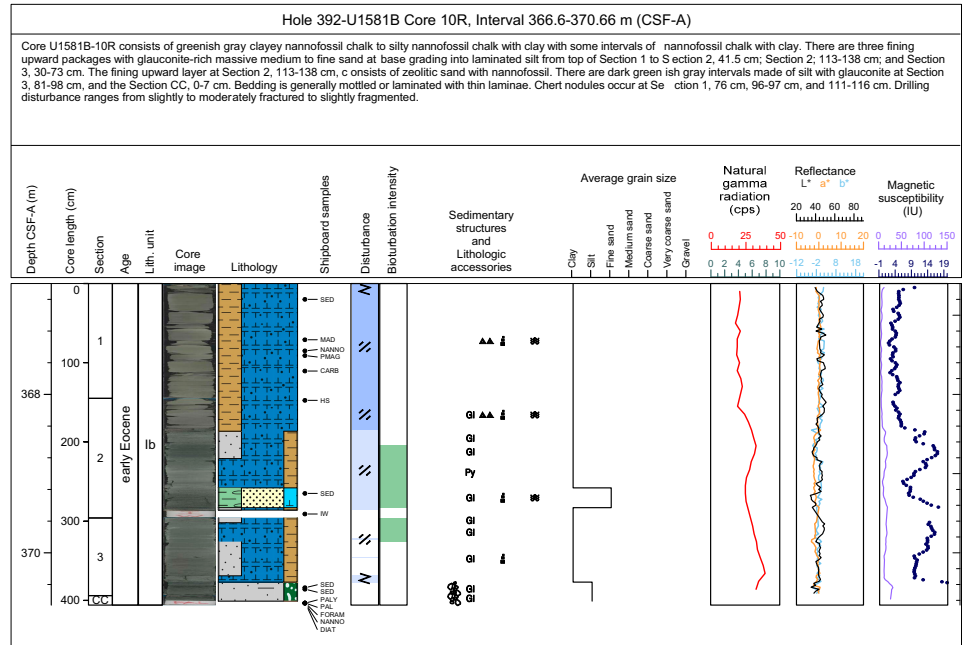 Hole 392-U1581B Core 10R, Interval 366.6-370.66 m (CSF-A)
Core U1581B-10R consists of greenish gray clayey nannofossil chalk to silty nannofossil chalk with clay with some intervals of nannofossil chalk with clay. There are three fining
upward packages with glauconite-rich massive medium to fine sand at base grading into laminated silt from top of Section 1 to S ection 2, 41.5 cm; Section 2; 113-138 cm; and Section
3, 30-73 cm. The fining upward layer at Section 2, 113-138 cm, c onsists of zeolitic sand with nannofossil. There are dark green ish gray intervals made of silt with glauconite at Section
3, 81-98 cm, and the Section CC, 0-7 cm. Bedding is generally mottled or laminated with thin laminae. Chert nodules occur at Se ction 1, 76 cm, 96-97 cm, and 111-116 cm. Drilling
disturbance ranges from slightly to moderately fractured to slightly fragmented.
Depth CSF-A (m)
Core length (cm)
Section
Age
Lith. unit
Core
image
Lithology
Shipboard samples
Disturbance
Bioturbation intensity
Sedimentary
structures
and
Lithologic
accessories
Average grain size
Clay
Silt
Fine sand
Medium sand
Coarse sand
Very coarse sand
Gravel
Natural
gamma
radiation
(cps)
0 25 50
0 2 4 6 8 10
Reflectance
L* a* b*
20 40 60 80
-10 0 10 20
-12 -2 8 18
Magnetic
susceptibility
(IU)
0 50 100 150
-1 4 9 14 19
368
370
0
100
200
300
400
1
2
3
CC
early Eocene
Ib
SED
MAD
NANNO
PMAG
CARB
HS
SED
IW
SED
SED
PALY
PAL
FORAM
NANNO
DIAT
Gl
Gl
Gl
Py
Gl
Gl
Gl
Gl
Gl
Gl